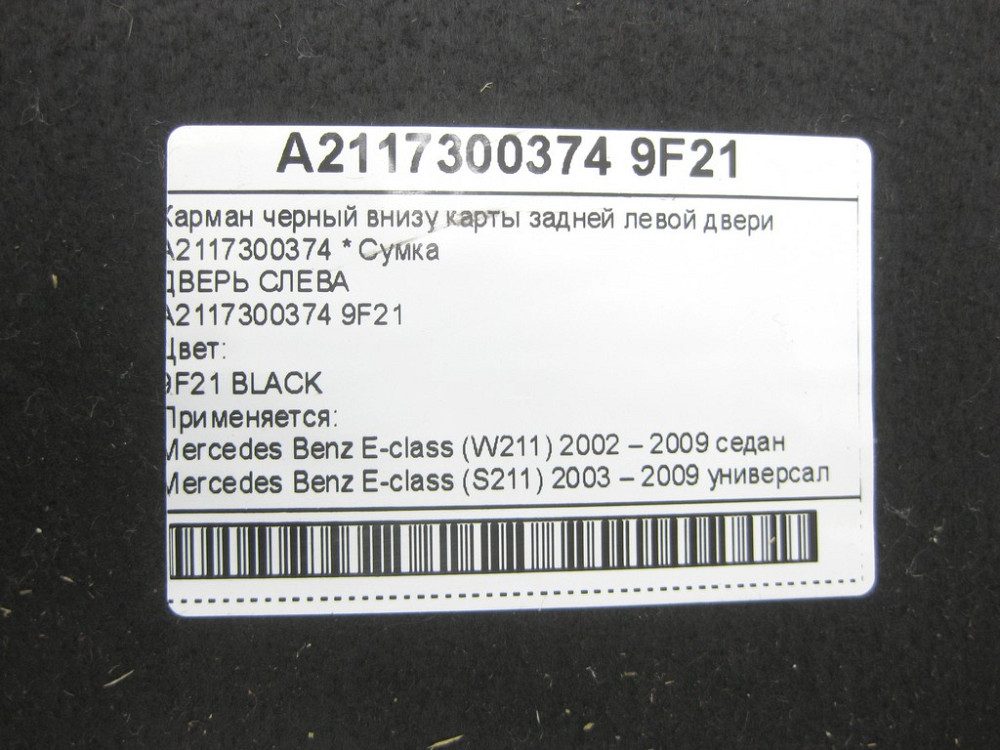 A2117300374 9F21
Карман черный внизу карты задней левой двери
A2117300374 * Сумка
ДВЕРЬ СЛЕВА
A2117300374 9F21
Цвет:
9F21 BLACK
Применяется:
Mercedes Benz E-class (W211) 2002 – 2009 седан
Mercedes Benz E-class (S211) 2003 – 2009 универсал